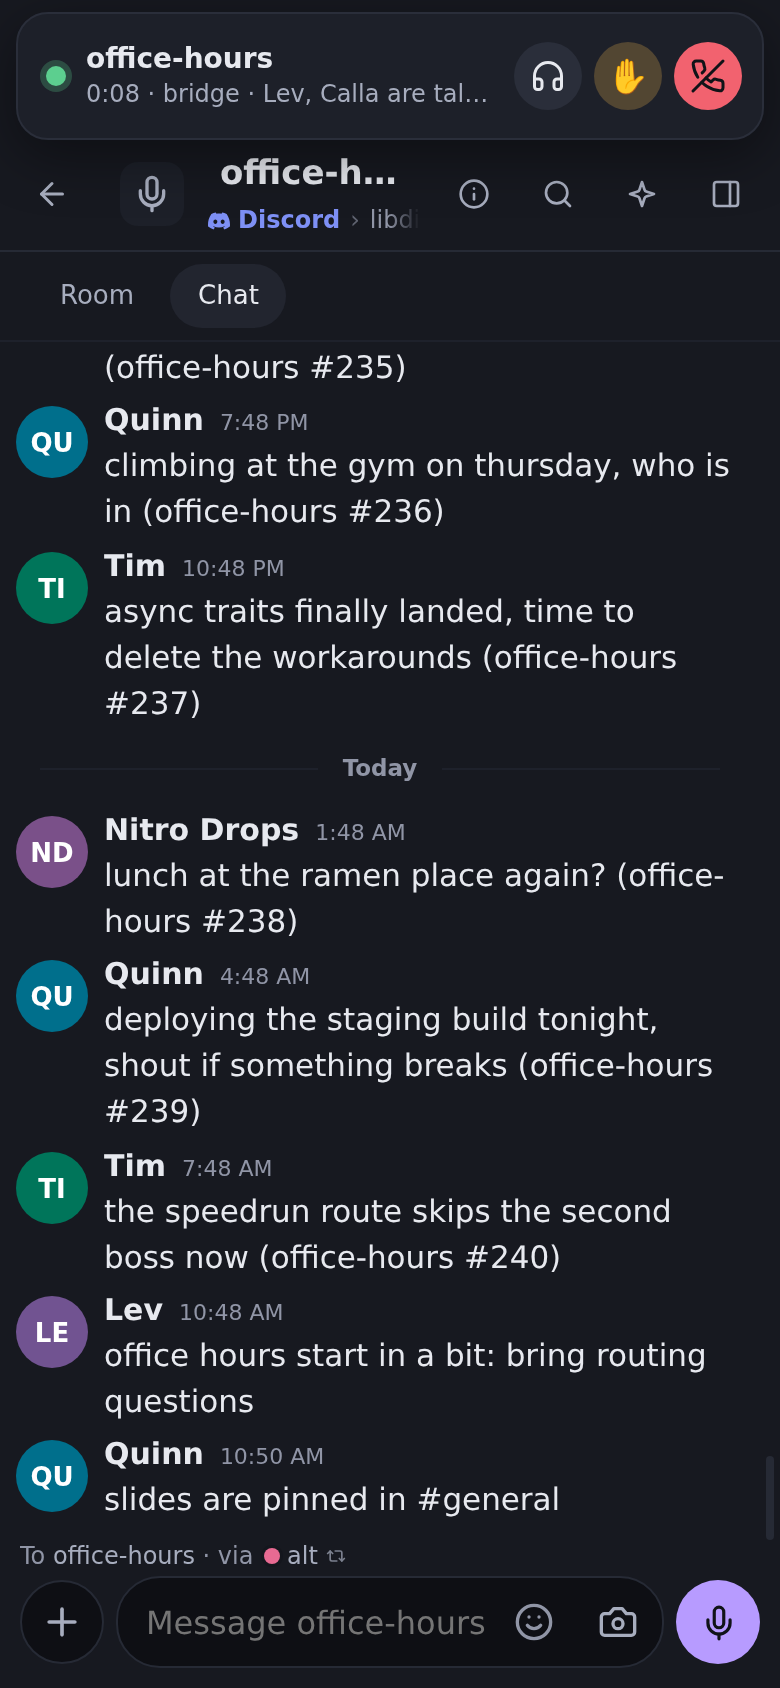 office-hours
0:08 · bridge · Lev, Calla are tal...
office-h...
Discord › libdi
Room
Chat
(office-hours #235)
QU
Quinn 7:48 PM
climbing at the gym on thursday, who is
in (office-hours #236)
TI
Tim 10:48 PM
async traits finally landed, time to
delete the workarounds (office-hours
#237)
Today
ND
Nitro Drops 1:48 AM
lunch at the ramen place again? (office-
hours #238)
QU
Quinn 4:48 AM
deploying the staging build tonight,
shout if something breaks (office-hours
#239)
TI
Tim 7:48 AM
the speedrun route skips the second
boss now (office-hours #240)
LE
Lev 10:48 AM
office hours start in a bit: bring routing
questions
QU
Quinn 10:50 AM
slides are pinned in #general
To office-hours · via alt
Message office-hours